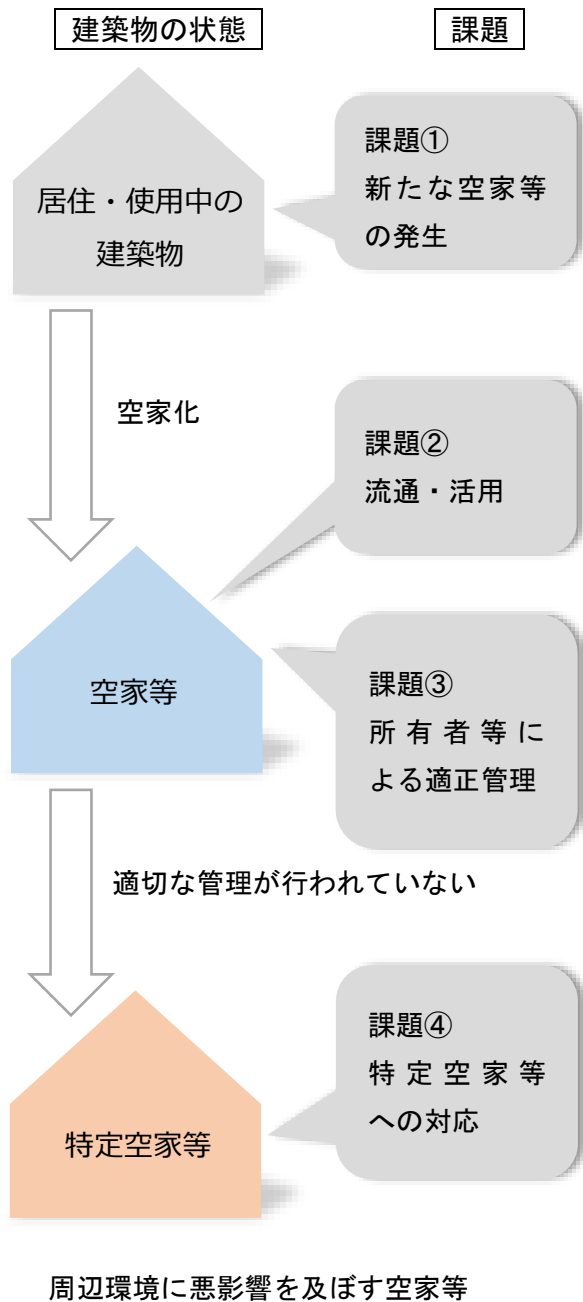 建築物の状態
課題
居住・使用中の
建築物
課題①
新たな空家等
の発生
空家化
課題②
流通・活用
空家等
課題③
所有者等に
よる適正管理
適切な管理が行われていない
特定空家等
課題④
特定空家等
への対応
周辺環境に悪影響を及ぼす空家等